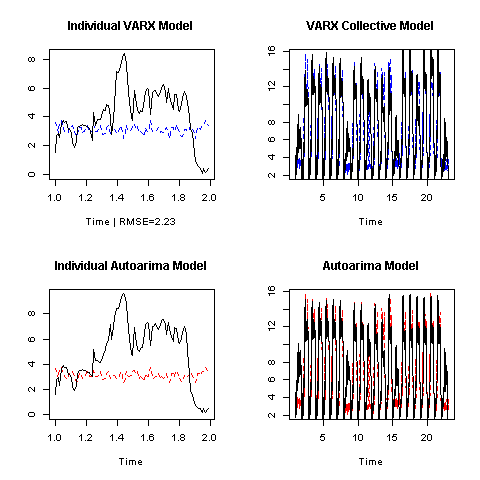 Individual VARX Model
8
6
4
2
0
1.0 1.2 1.4 1.6 1.8 2.0
Time | RMSE=2.23
VARX Collective Model
16
12
8
6
4
2
5 10 15 20
Time
Individual Autoarima Model
8
6
4
2
0
1.0 1.2 1.4 1.6 1.8 2.0
Time
Autoarima Model
16
12
8
6
4
2
5 10 15 20
Time